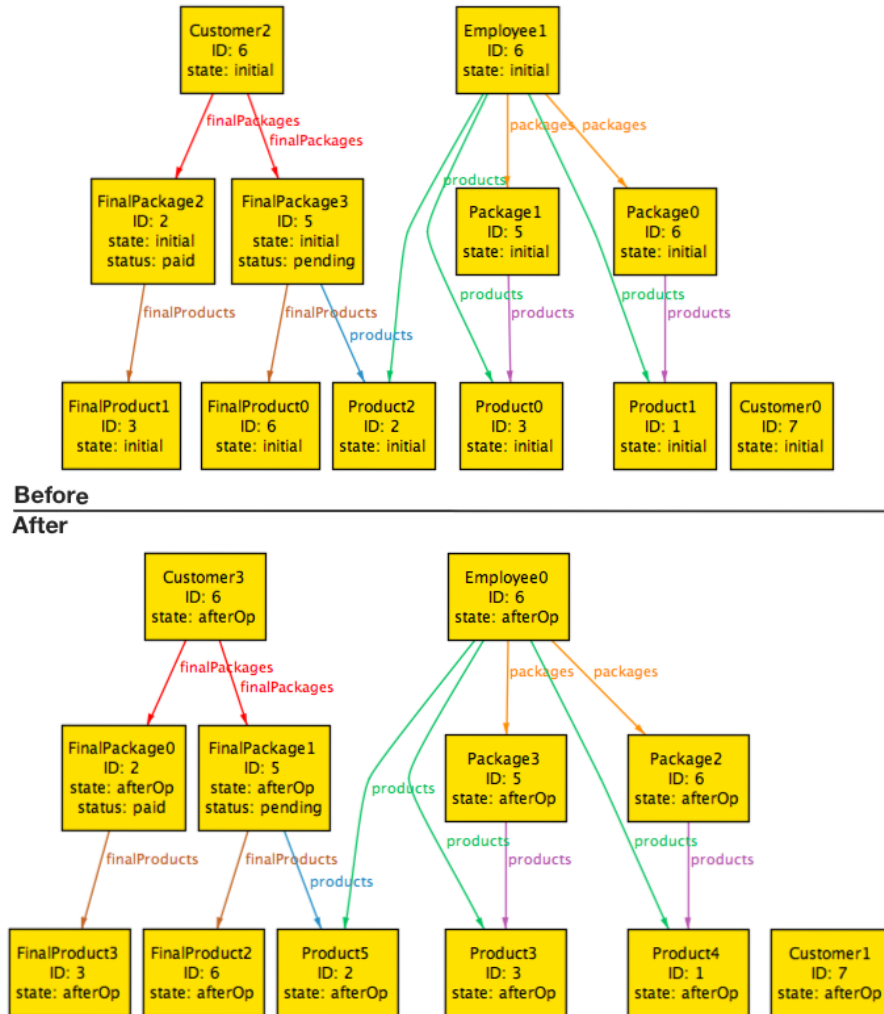 Customer2
ID: 6
state: initial
Employee1
ID: 6
state: initial
finalPackages
finalPackages
packages
packages
products
FinalPackage2
ID: 2
state: initial
status: paid
FinalPackage3
ID: 5
state: initial
status: pending
Package1
ID: 5
state: initial
Package0
ID: 6
state: initial
finalProducts
finalProducts
products
products
products
products
products
FinalProduct1
ID: 3
state: initial
FinalProduct0
ID: 6
state: initial
Product2
ID: 2
state: initial
Product0
ID: 3
state: initial
Product1
ID: 1
state: initial
Customer0
ID: 7
state: initial
Before
After
Customer3
ID: 6
state: afterOp
Employee0
ID: 6
state: afterOp
finalPackages
finalPackages
packages
packages
FinalPackage0
ID: 2
state: afterOp
status: paid
FinalPackage1
ID: 5
state: afterOp
status: pending
Package3
ID: 5
state: afterOp
Package2
ID: 6
state: afterOp
products
finalProducts
finalProducts
products
products
products
products
products
FinalProduct3
ID: 3
state: afterOp
FinalProduct2
ID: 6
state: afterOp
Product5
ID: 2
state: afterOp
Product3
ID: 3
state: afterOp
Product4
ID: 1
state: afterOp
Customer1
ID: 7
state: afterOp